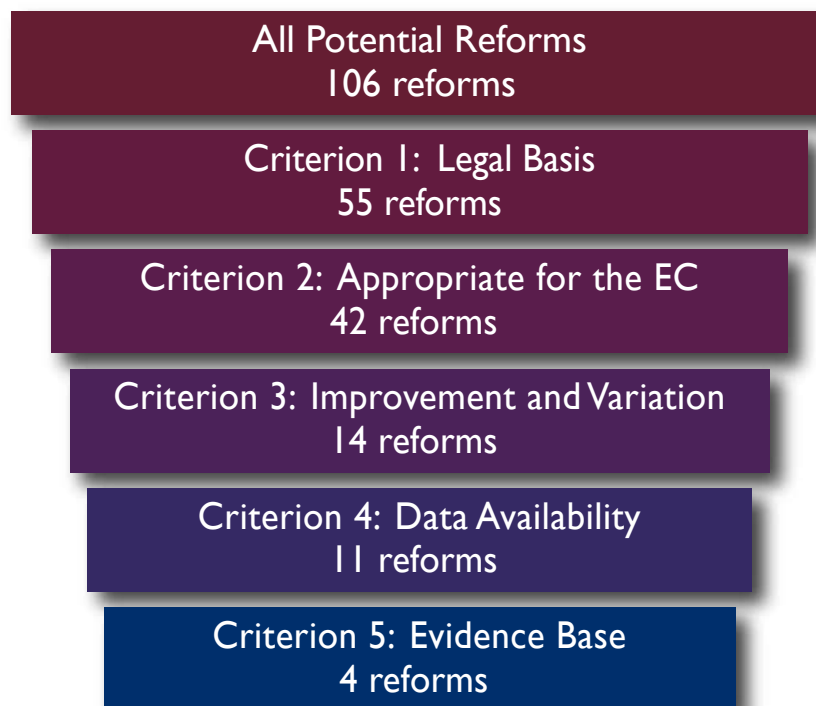 All Potential Reforms
106 reforms
Criterion 1: Legal Basis
55 reforms
Criterion 2: Appropriate for the EC
42 reforms
Criterion 3: Improvement and Variation
14 reforms
Criterion 4: Data Availability
11 reforms
Criterion 5: Evidence Base
4 reforms